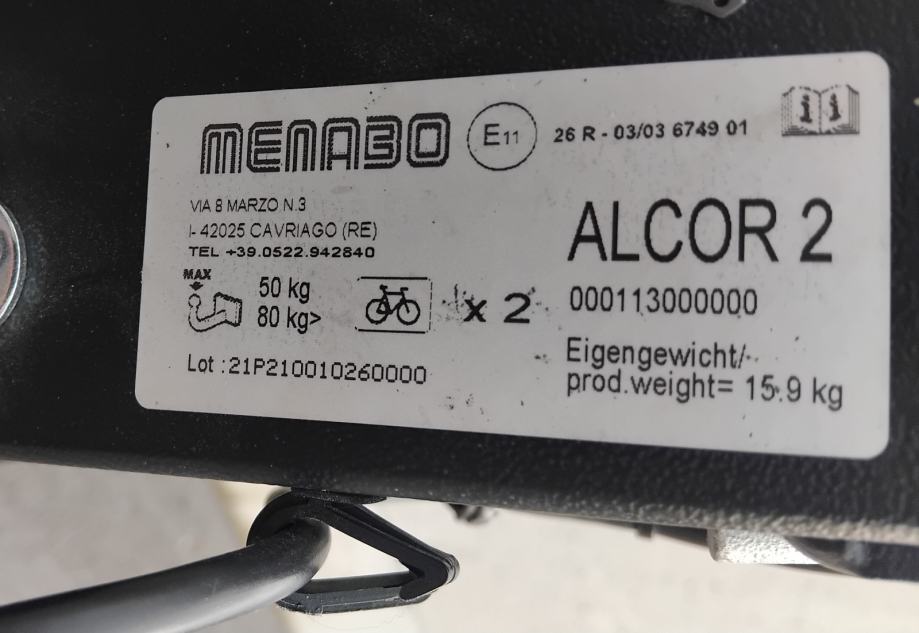 MENABO E11 26 R - 03/03 6749 01
VIA 8 MARZO N.3
I- 42025 CAVRIAGO (RE)
TEL +39.0522.942840
ALCOR 2
000113000000
MAX
50 kg
80 kg>
x 2
Eigengewicht/
prod.weight= 15.9 kg
Lot :21P210010260000